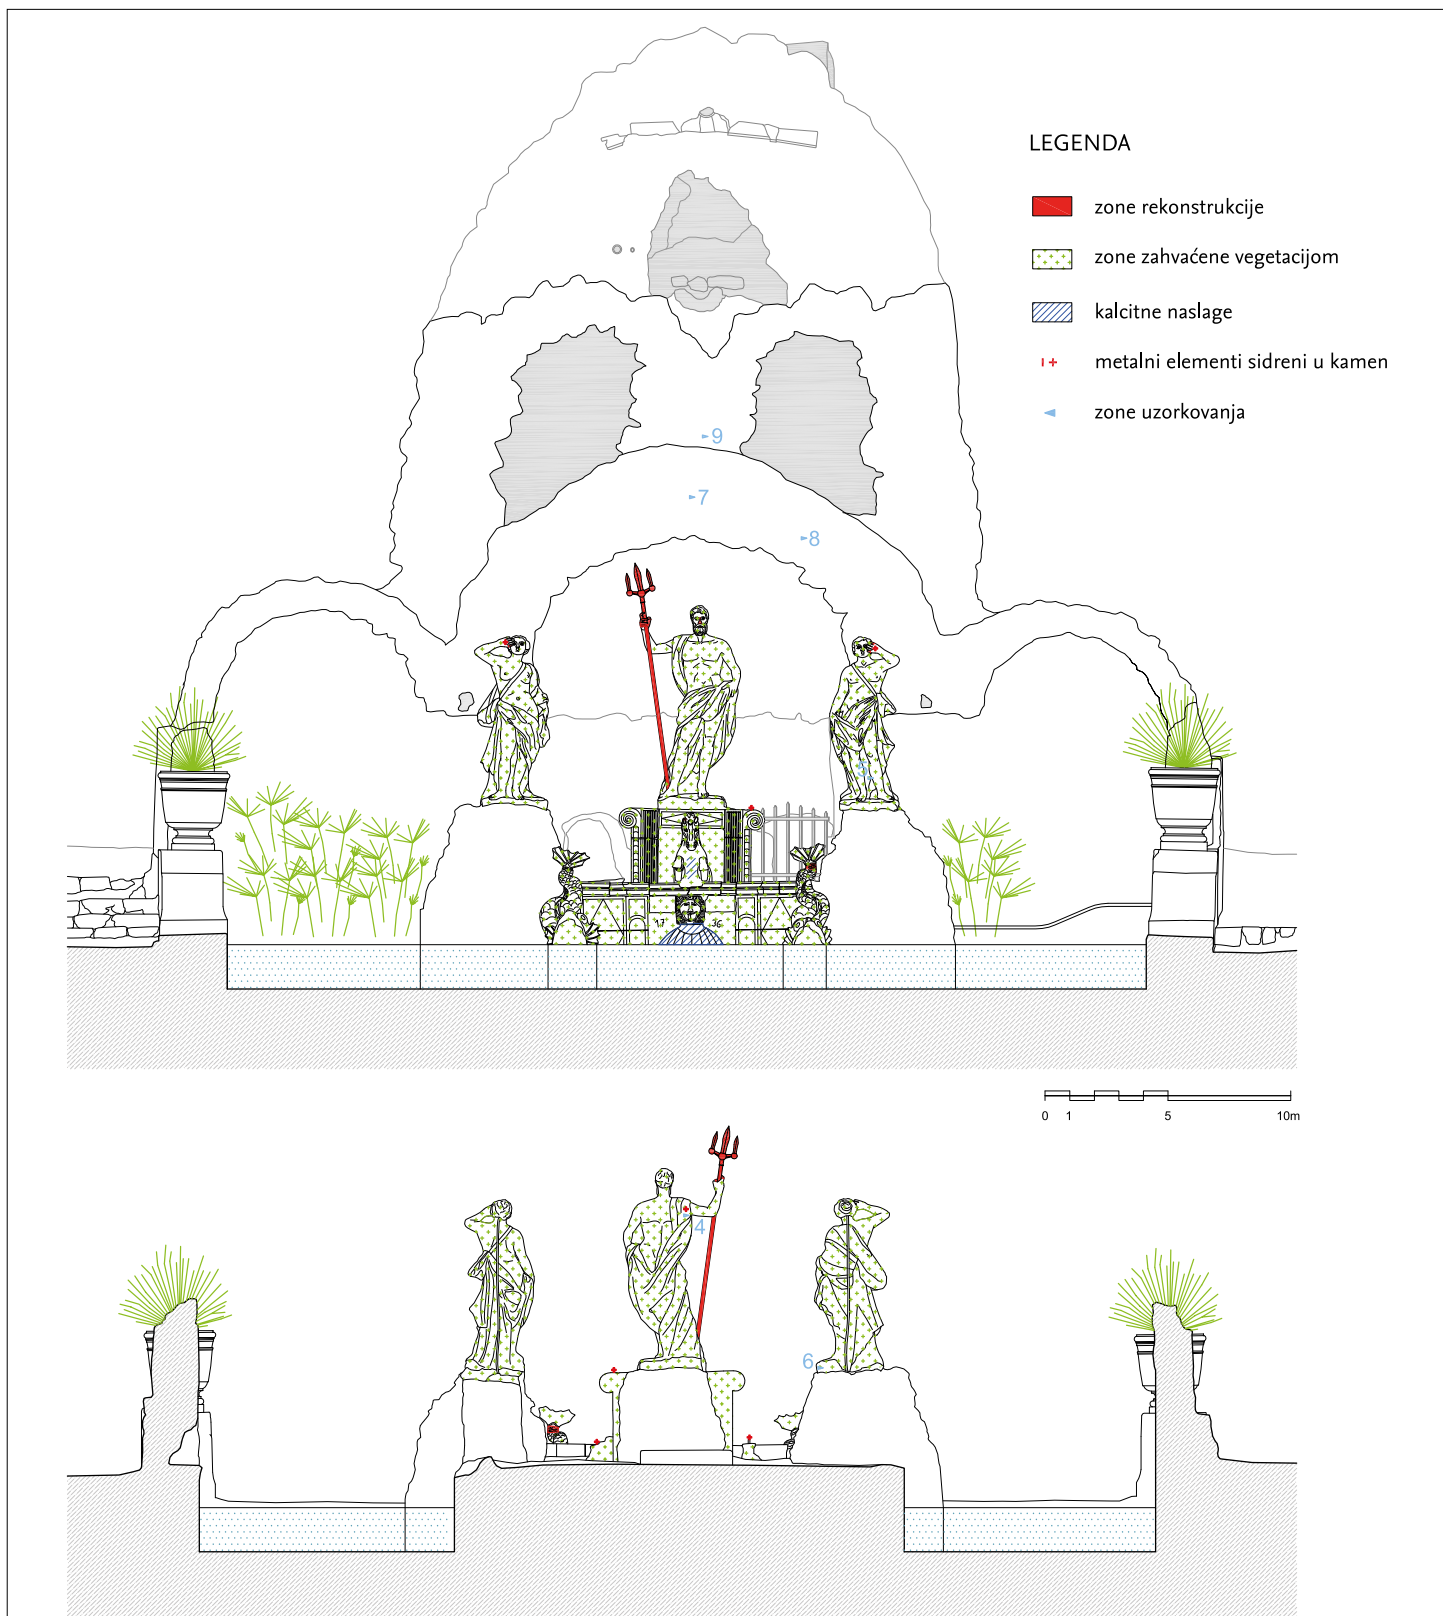 LEGENDA
zone rekonstrukcije
zone zahvaćene vegetacijom
kalcitne naslage
metalni elementi sidreni u kamen
zone uzorkovanja
9
7
8
17 36
0 1 5 10m
4
6